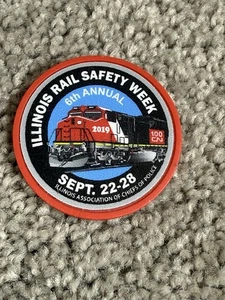 ILLINOIS RAIL SAFETY WEEK
6th ANNUAL
2019
100
CN
SEPT. 22-28
ILLINOIS ASSOCIATION OF CHIEFS OF POLICE